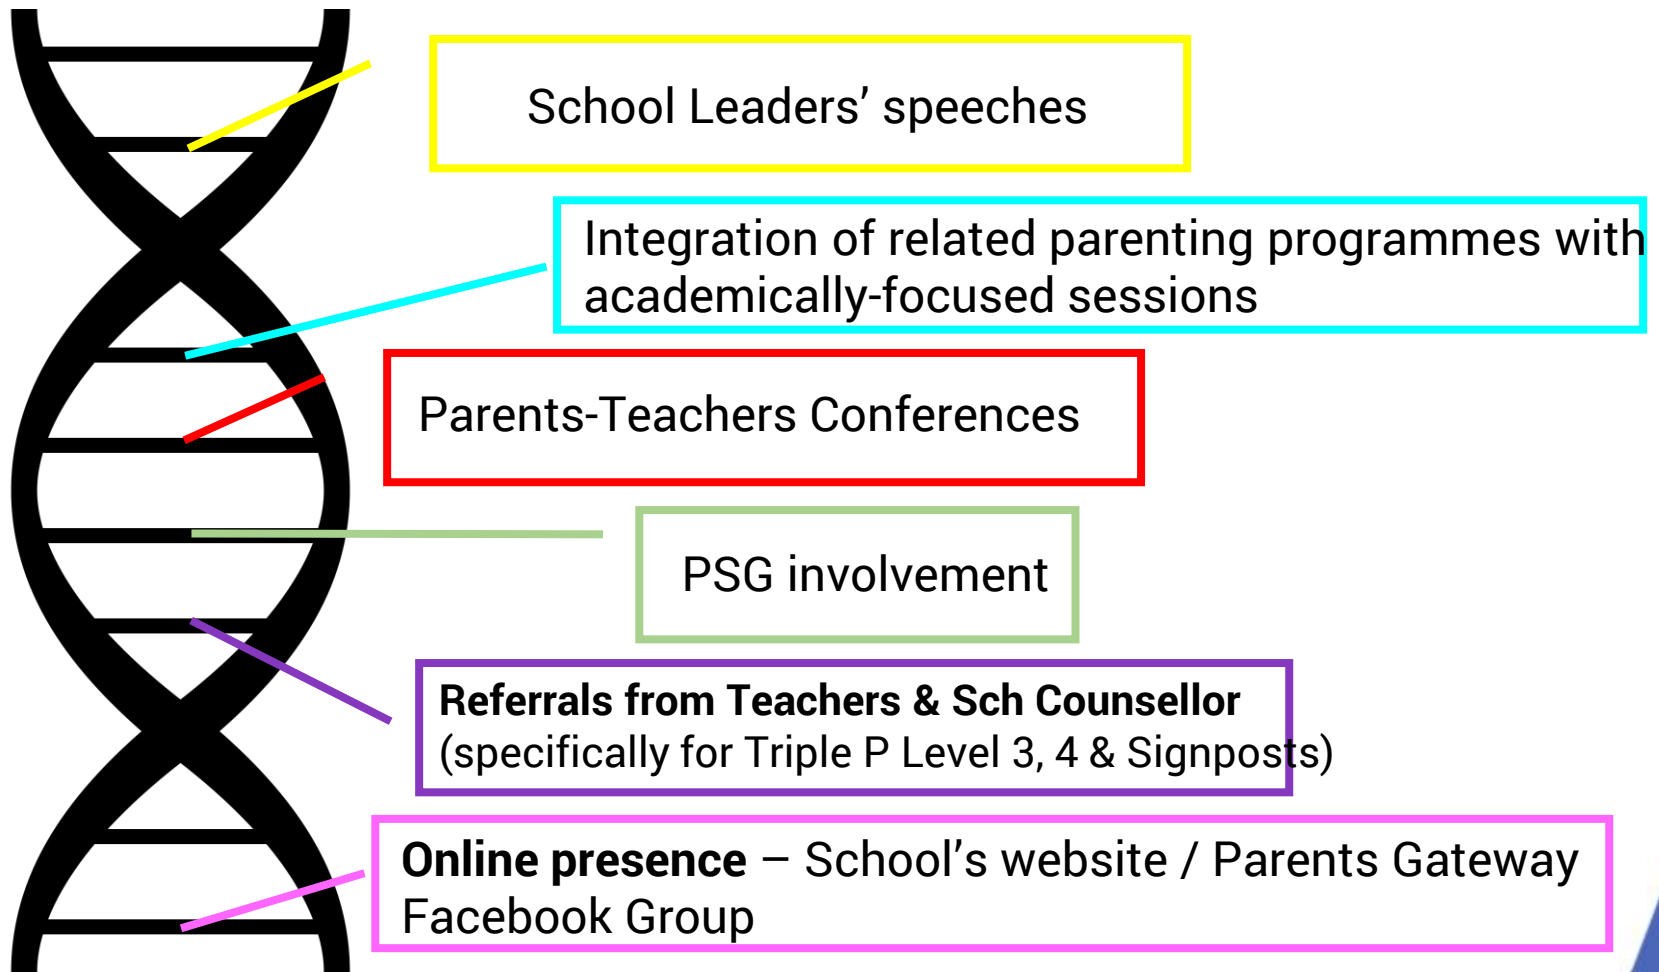 School Leaders’ speeches
Integration of related parenting programmes with
academically-focused sessions
Parents-Teachers Conferences
PSG involvement
Referrals from Teachers & Sch Counsellor
(specifically for Triple P Level 3, 4 & Signposts)
Online presence – School’s website / Parents Gateway
Facebook Group